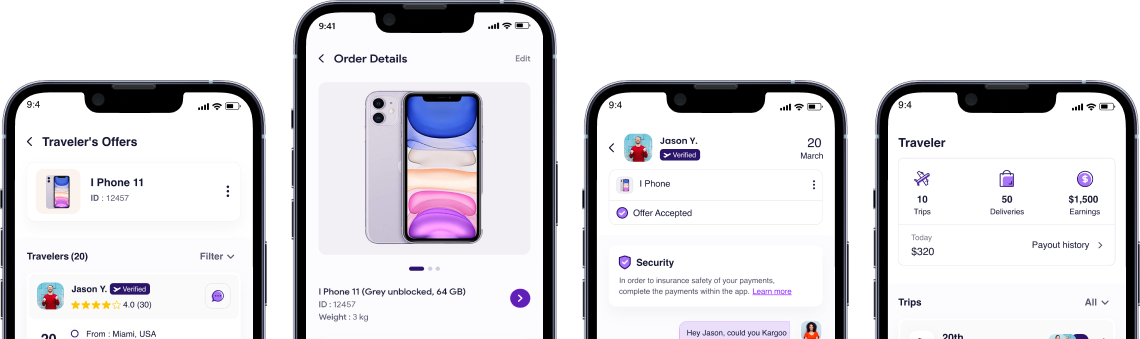 9:4
Traveler's Offers
I Phone 11
ID : 12457
Travelers (20)
Filter
Jason Y.
Verified
4.0 (30)
20
From : Miami, USA
9:41
Order Details
Edit
I Phone 11 (Grey unblocked, 64 GB)
ID : 12457
Weight : 3 kg
9:4
Jason Y.
Verified
20
March
I Phone
Offer Accepted
Security
In order to insurance safety of your payments,
complete the payments within the app. Learn more
Hey Jason, could you Kargoo
9:4
Traveler
10
Trips
50
Deliveries
$1,500
Earnings
Today
$320
Payout history
Trips
All
20th